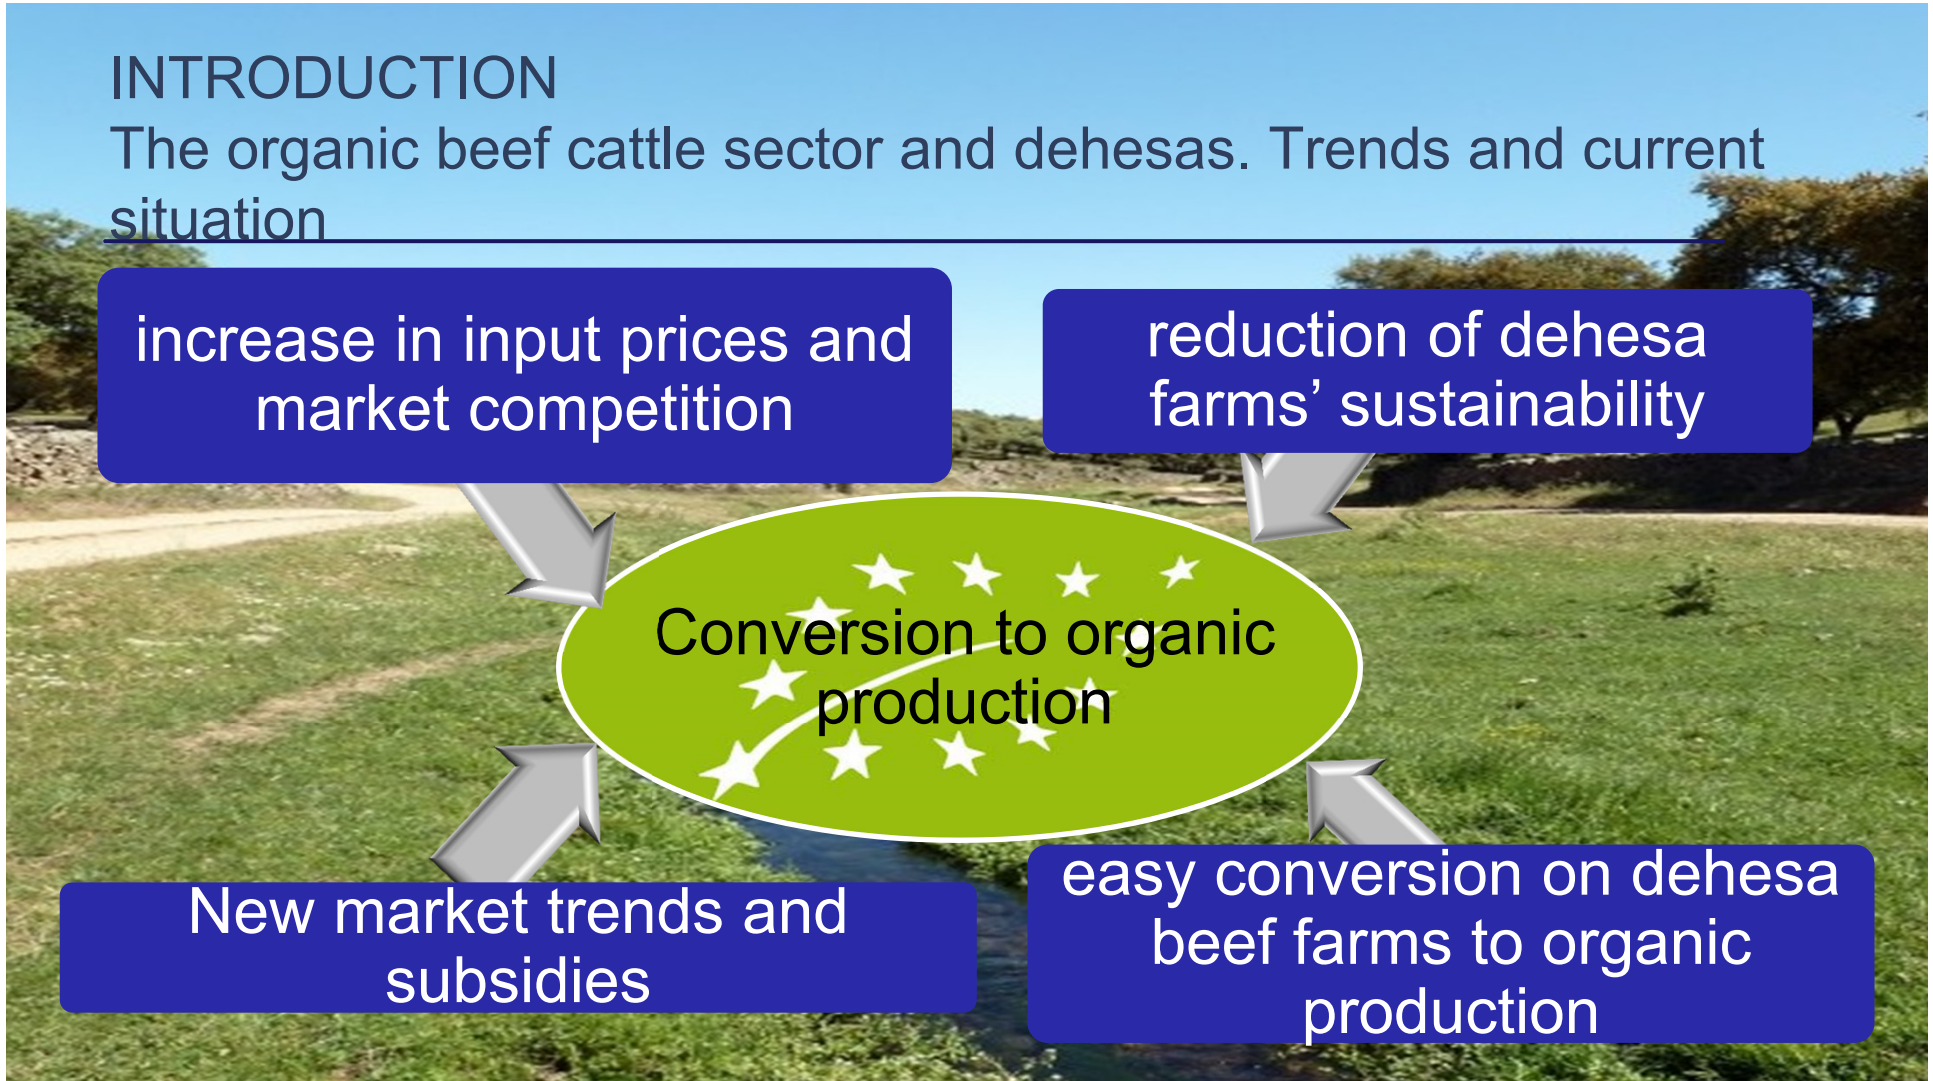 INTRODUCTION
The organic beef cattle sector and dehesas. Trends and current
situation
increase in input prices and
market competition
reduction of dehesa
farms’ sustainability
Conversion to organic
production
New market trends and
subsidies
easy conversion on dehesa
beef farms to organic
production